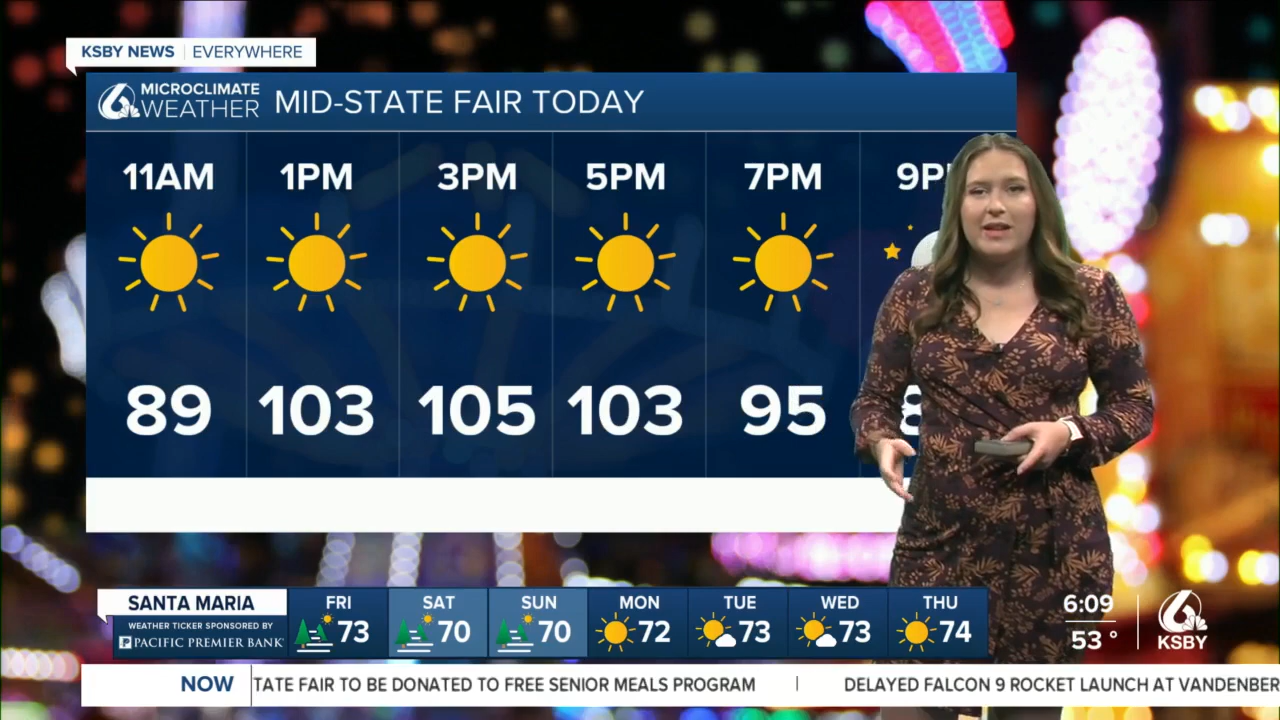 KSBY NEWS EVERYWHERE
6 MICROCLIMATE WEATHER MID-STATE FAIR TODAY
11AM 1PM 3PM 5PM 7PM
89 103 105 103 95
SANTA MARIA
WEATHER TICKER SPONSORED BY
PACIFIC PREMIER BANK
FRI SAT SUN MON TUE WED THU
73 70 70 72 73 73 74
6:09
53 °
6 KSBY
NOW TATE FAIR TO BE DONATED TO FREE SENIOR MEALS PROGRAM | DELAYED FALCON 9 ROCKET LAUNCH AT VANDENBER